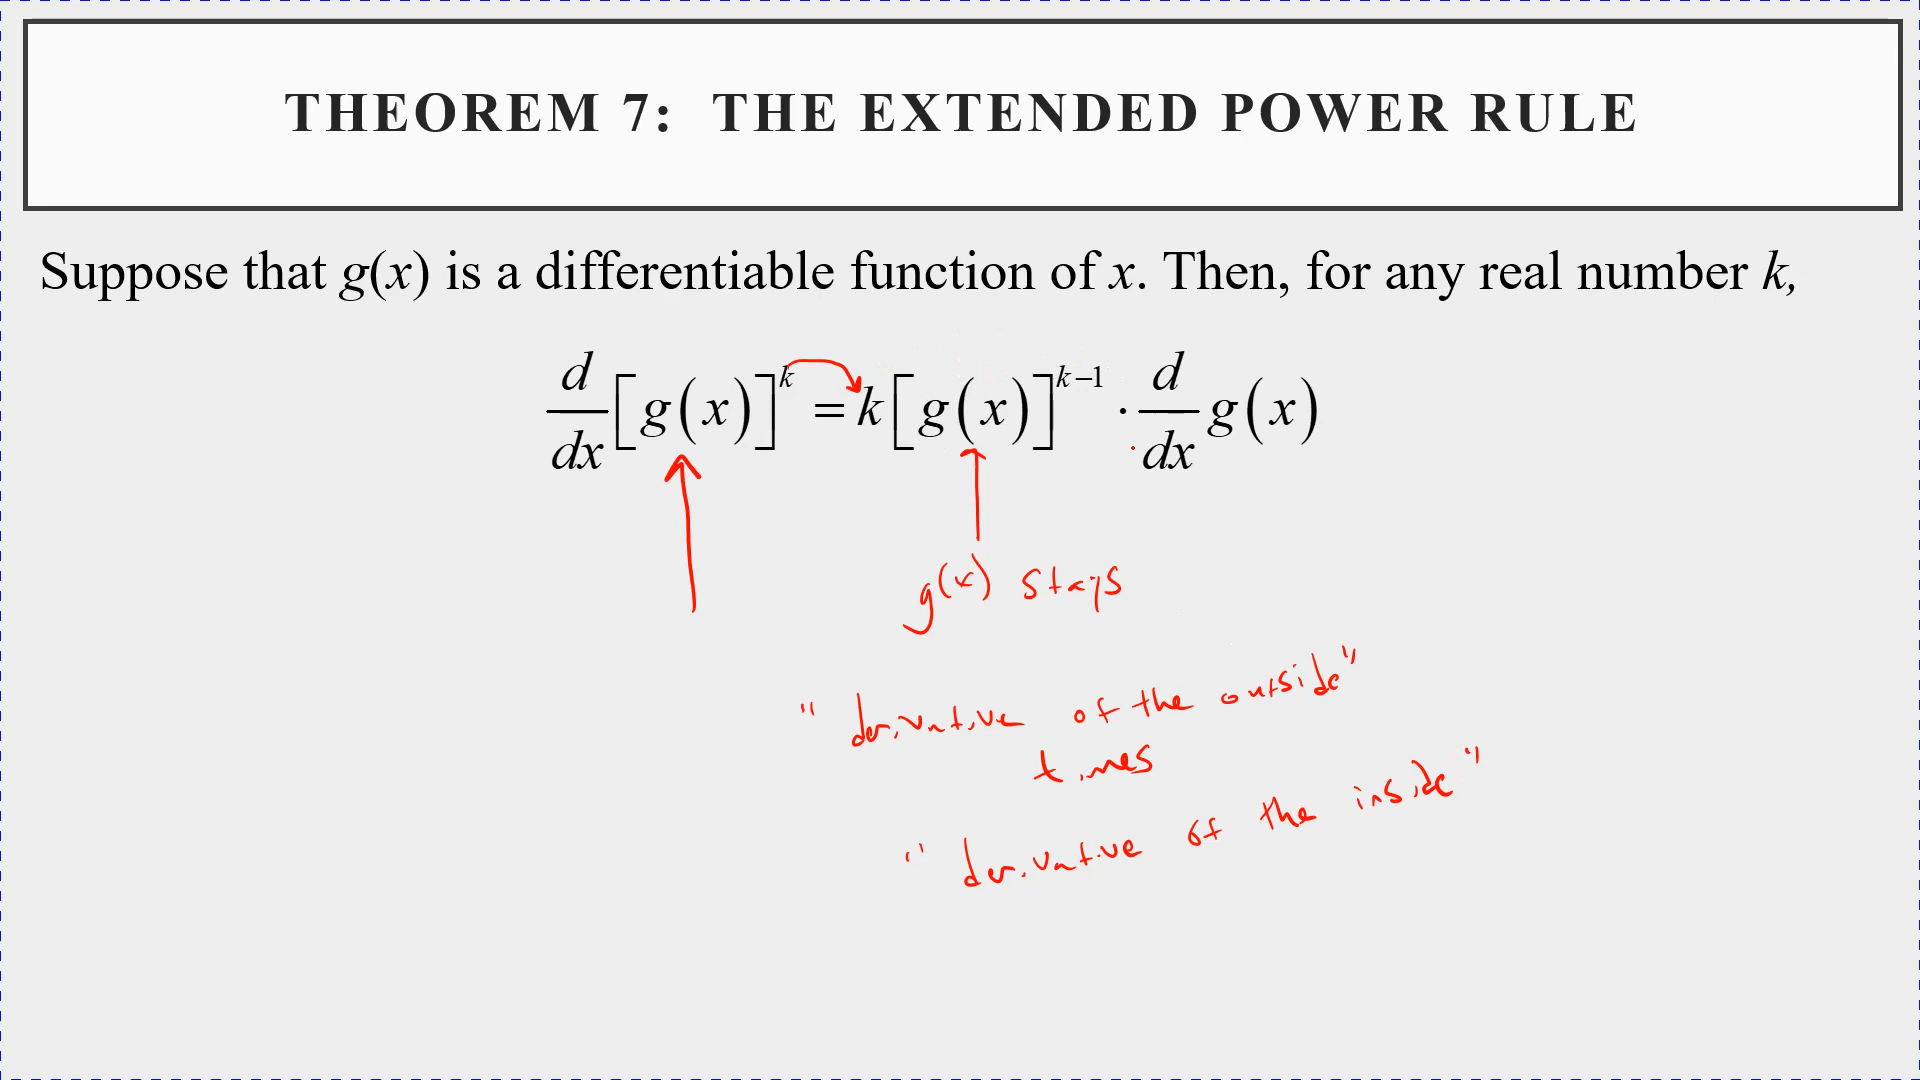 THEOREM 7: THE EXTENDED POWER RULE
Suppose that g(x) is a differentiable function of x. Then, for any real number k,
d/dx [g(x)]^k = k[g(x)]^(k−1) · d/dx g(x)
g(x) stays
"derivative of the outside"
times
"derivative of the inside"